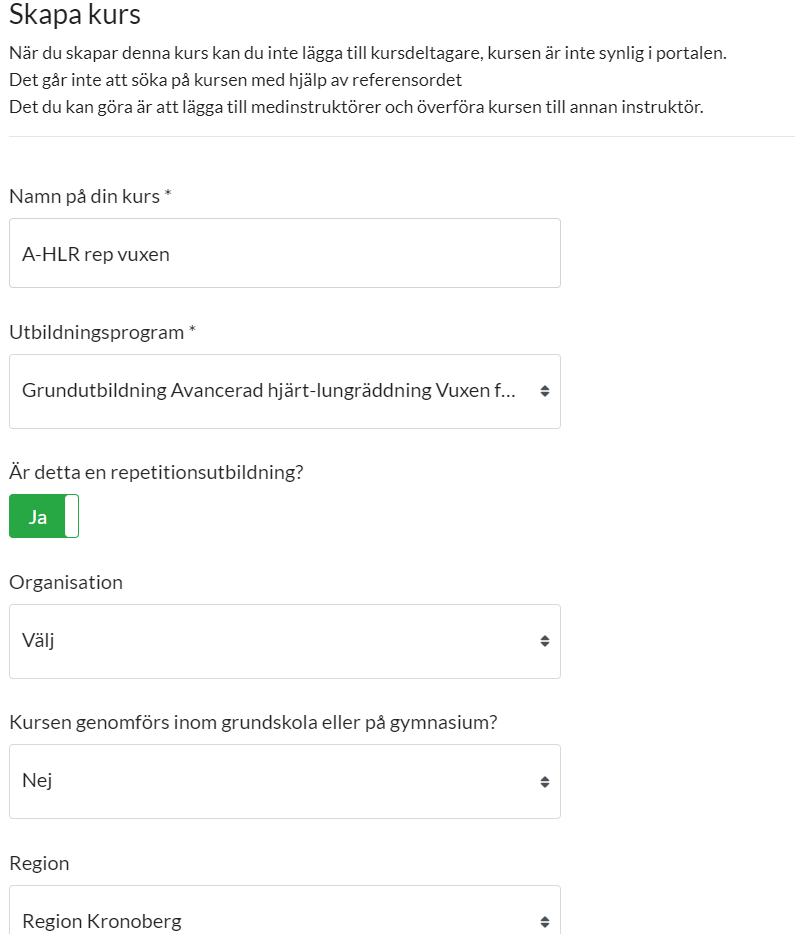 Skapa kurs
När du skapar denna kurs kan du inte lägga till kursdeltagare, kursen är inte synlig i portalen.
Det går inte att söka på kursen med hjälp av referensordet
Det du kan göra är att lägga till medinstruktörer och överföra kursen till annan instruktör.
Namn på din kurs *
A-HLR rep vuxen
Utbildningsprogram *
Grundutbildning Avancerad hjärt-lungräddning Vuxen f...
Är detta en repetitionsutbildning?
Ja
Organisation
Välj
Kursen genomförs inom grundskola eller på gymnasium?
Nej
Region
Region Kronoberg